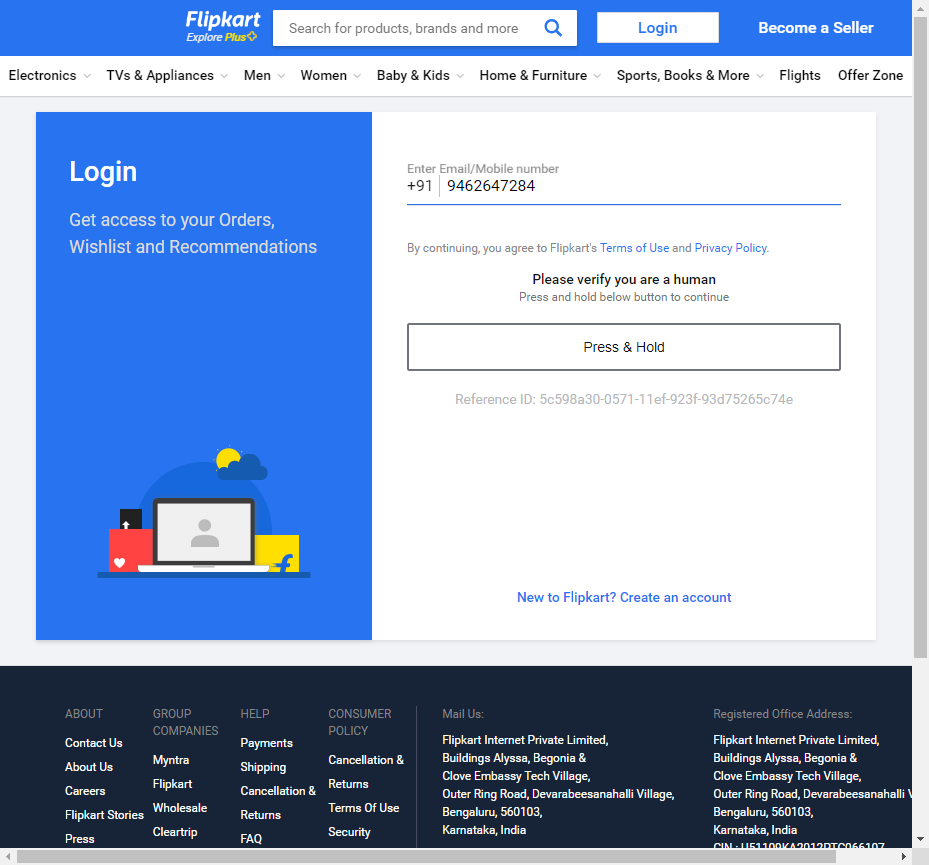 Flipkart
Explore Plus
Search for products, brands and more
Login
Become a Seller
Electronics
TVs & Appliances
Men
Women
Baby & Kids
Home & Furniture
Sports, Books & More
Flights
Offer Zone
Login
Get access to your Orders,
Wishlist and Recommendations
Enter Email/Mobile number
+91 9462647284
By continuing, you agree to Flipkart's Terms of Use and Privacy Policy.
Please verify you are a human
Press and hold below button to continue
Press & Hold
Reference ID: 5c598a30-0571-11ef-923f-93d75265c74e
New to Flipkart? Create an account
ABOUT
Contact Us
About Us
Careers
Flipkart Stories
Press
GROUP
COMPANIES
Myntra
Flipkart
Wholesale
Cleartrip
HELP
Payments
Shipping
Cancellation &
Returns
FAQ
CONSUMER
POLICY
Cancellation &
Returns
Terms Of Use
Security
Mail Us:
Flipkart Internet Private Limited,
Buildings Alyssa, Begonia &
Clove Embassy Tech Village,
Outer Ring Road, Devarabeesanahalli Village,
Bengaluru, 560103,
Karnataka, India
Registered Office Address:
Flipkart Internet Private Limited,
Buildings Alyssa, Begonia &
Clove Embassy Tech Village,
Outer Ring Road, Devarabeesanahalli V
Bengaluru, 560103,
Karnataka, India
CIN : U51109KA2012PTC066107